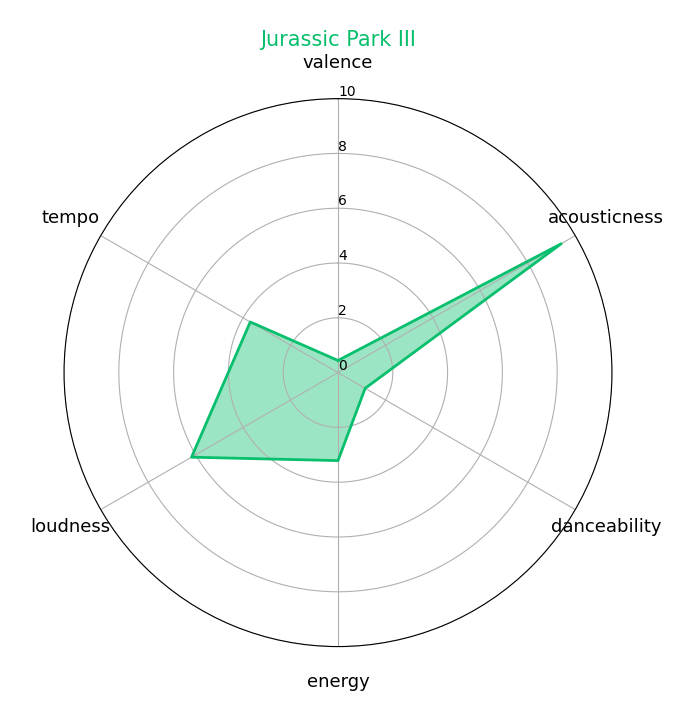 Jurassic Park III
valence
10
8
6
4
2
0
tempo
acousticness
loudness
danceability
energy